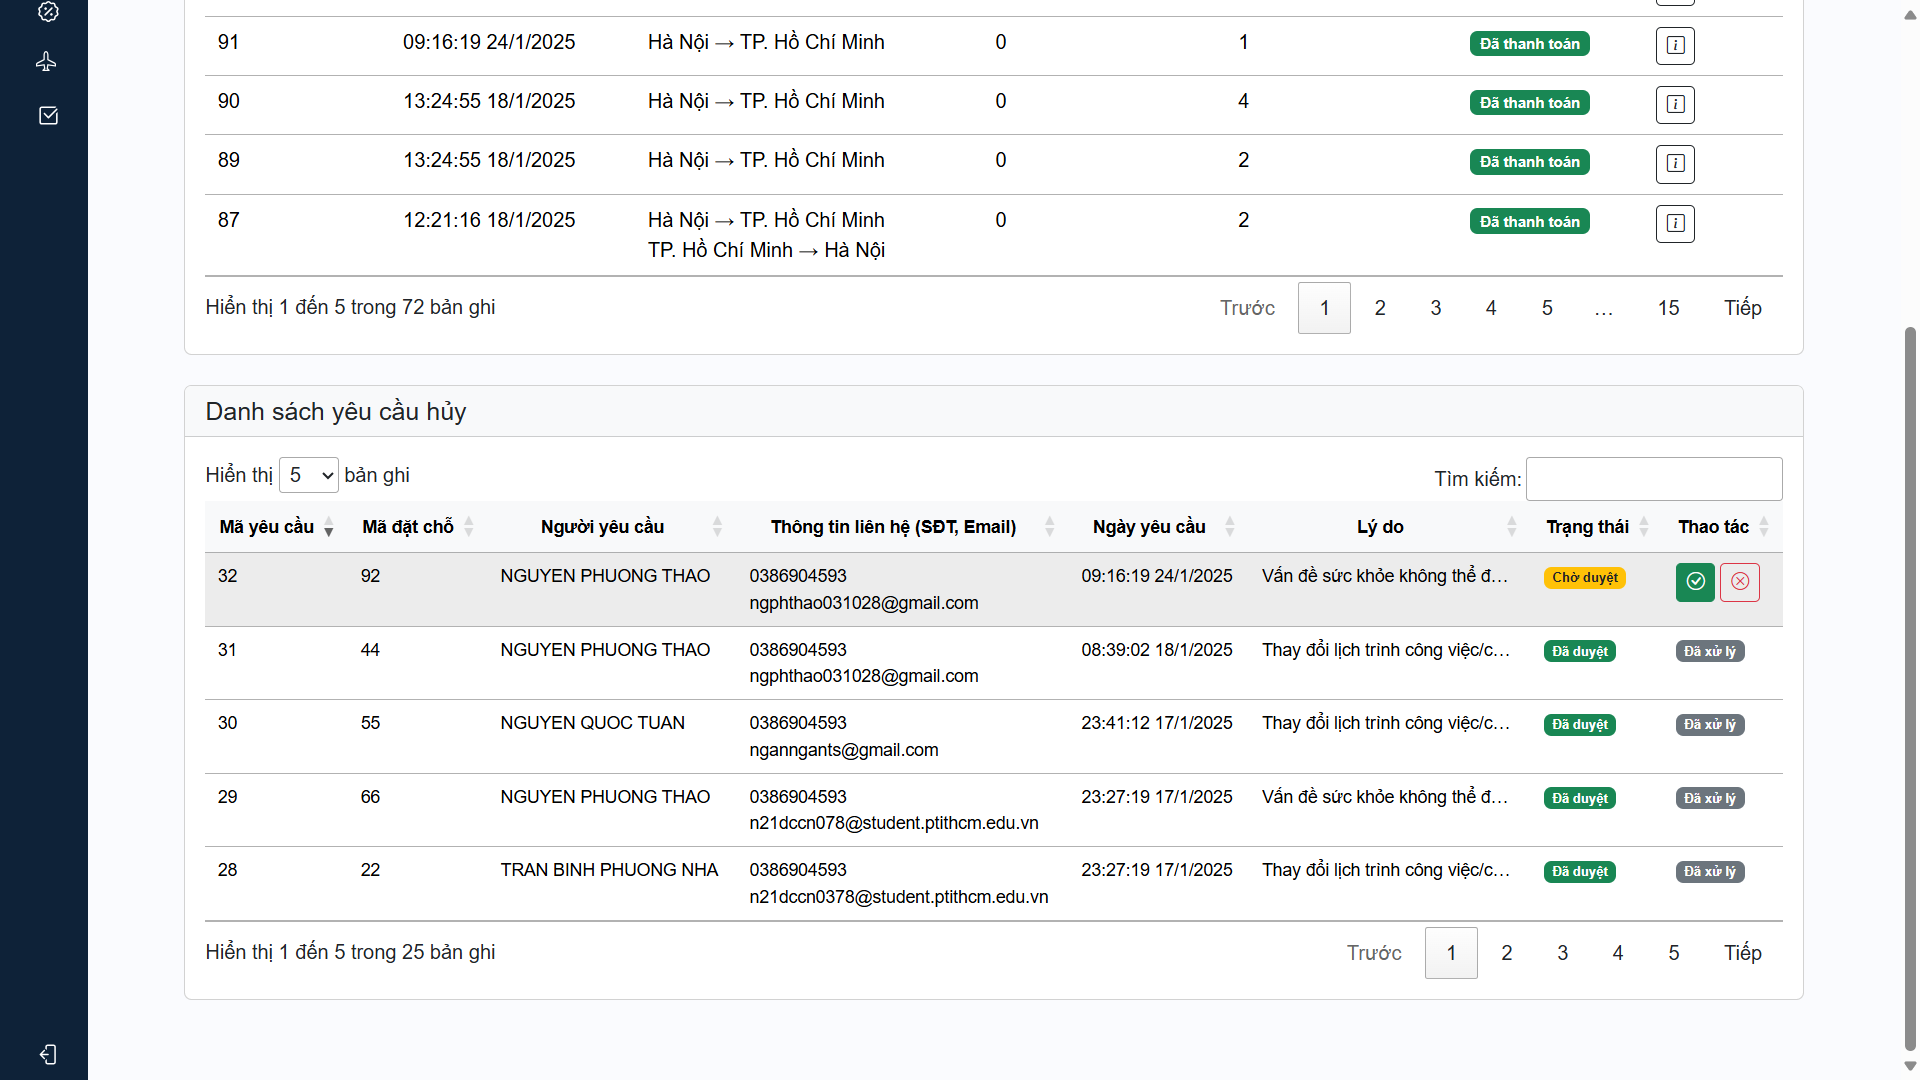 91 09:16:19 24/1/2025 Hà Nội → TP. Hồ Chí Minh 0 1 Đã thanh toán
90 13:24:55 18/1/2025 Hà Nội → TP. Hồ Chí Minh 0 4 Đã thanh toán
89 13:24:55 18/1/2025 Hà Nội → TP. Hồ Chí Minh 0 2 Đã thanh toán
87 12:21:16 18/1/2025 Hà Nội → TP. Hồ Chí Minh 0 2 Đã thanh toán
TP. Hồ Chí Minh → Hà Nội
Hiển thị 1 đến 5 trong 72 bản ghi Trước 1 2 3 4 5 … 15 Tiếp
Danh sách yêu cầu hủy
Hiển thị 5 bản ghi Tìm kiếm:
Mã yêu cầu Mã đặt chỗ Người yêu cầu Thông tin liên hệ (SĐT, Email) Ngày yêu cầu Lý do Trạng thái Thao tác
32 92 NGUYEN PHUONG THAO 0386904593 09:16:19 24/1/2025 Vấn đề sức khỏe không thể đ… Chờ duyệt
ngphthao031028@gmail.com
31 44 NGUYEN PHUONG THAO 0386904593 08:39:02 18/1/2025 Thay đổi lịch trình công việc/c… Đã duyệt Đã xử lý
ngphthao031028@gmail.com
30 55 NGUYEN QUOC TUAN 0386904593 23:41:12 17/1/2025 Thay đổi lịch trình công việc/c… Đã duyệt Đã xử lý
nganngants@gmail.com
29 66 NGUYEN PHUONG THAO 0386904593 23:27:19 17/1/2025 Vấn đề sức khỏe không thể đ… Đã duyệt Đã xử lý
n21dccn078@student.ptithcm.edu.vn
28 22 TRAN BINH PHUONG NHA 0386904593 23:27:19 17/1/2025 Thay đổi lịch trình công việc/c… Đã duyệt Đã xử lý
n21dccn0378@student.ptithcm.edu.vn
Hiển thị 1 đến 5 trong 25 bản ghi Trước 1 2 3 4 5 Tiếp